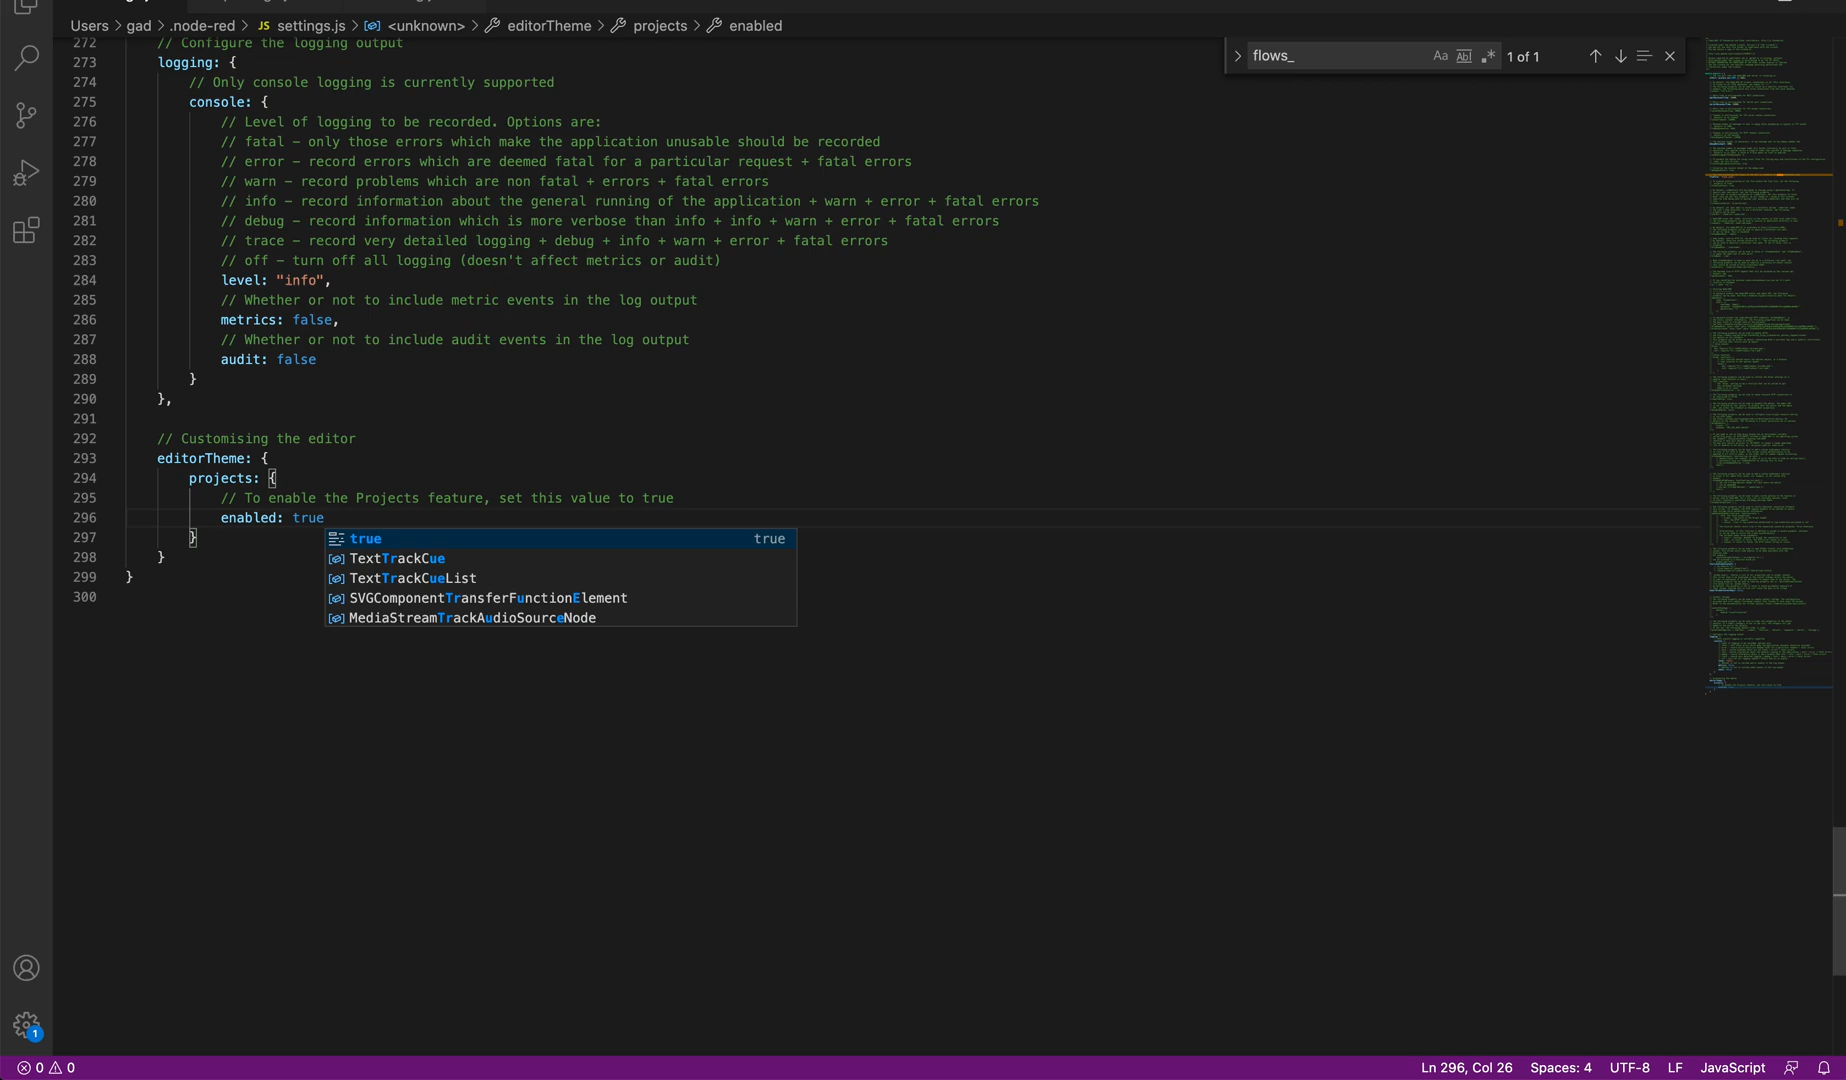 Users > gad > .node-red > JS settings.js > <unknown> > editorTheme > projects > enabled
flows_ Aa Abl .* 1 of 1
272 // Configure the logging output
273 logging: {
274 // Only console logging is currently supported
275 console: {
276 // Level of logging to be recorded. Options are:
277 // fatal - only those errors which make the application unusable should be recorded
278 // error - record errors which are deemed fatal for a particular request + fatal errors
279 // warn - record problems which are non fatal + errors + fatal errors
280 // info - record information about the general running of the application + warn + error + fatal errors
281 // debug - record information which is more verbose than info + info + warn + error + fatal errors
282 // trace - record very detailed logging + debug + info + warn + error + fatal errors
283 // off - turn off all logging (doesn't affect metrics or audit)
284 level: "info",
285 // Whether or not to include metric events in the log output
286 metrics: false,
287 // Whether or not to include audit events in the log output
288 audit: false
289 }
290 },
291
292 // Customising the editor
293 editorTheme: {
294 projects: {
295 // To enable the Projects feature, set this value to true
296 enabled: true
297 }
298 }
299 }
300
true true
TextTrackCue
TextTrackCueList
SVGComponentTransferFunctionElement
MediaStreamTrackAudioSourceNode
1
0 0 Ln 296, Col 26 Spaces: 4 UTF-8 LF JavaScript